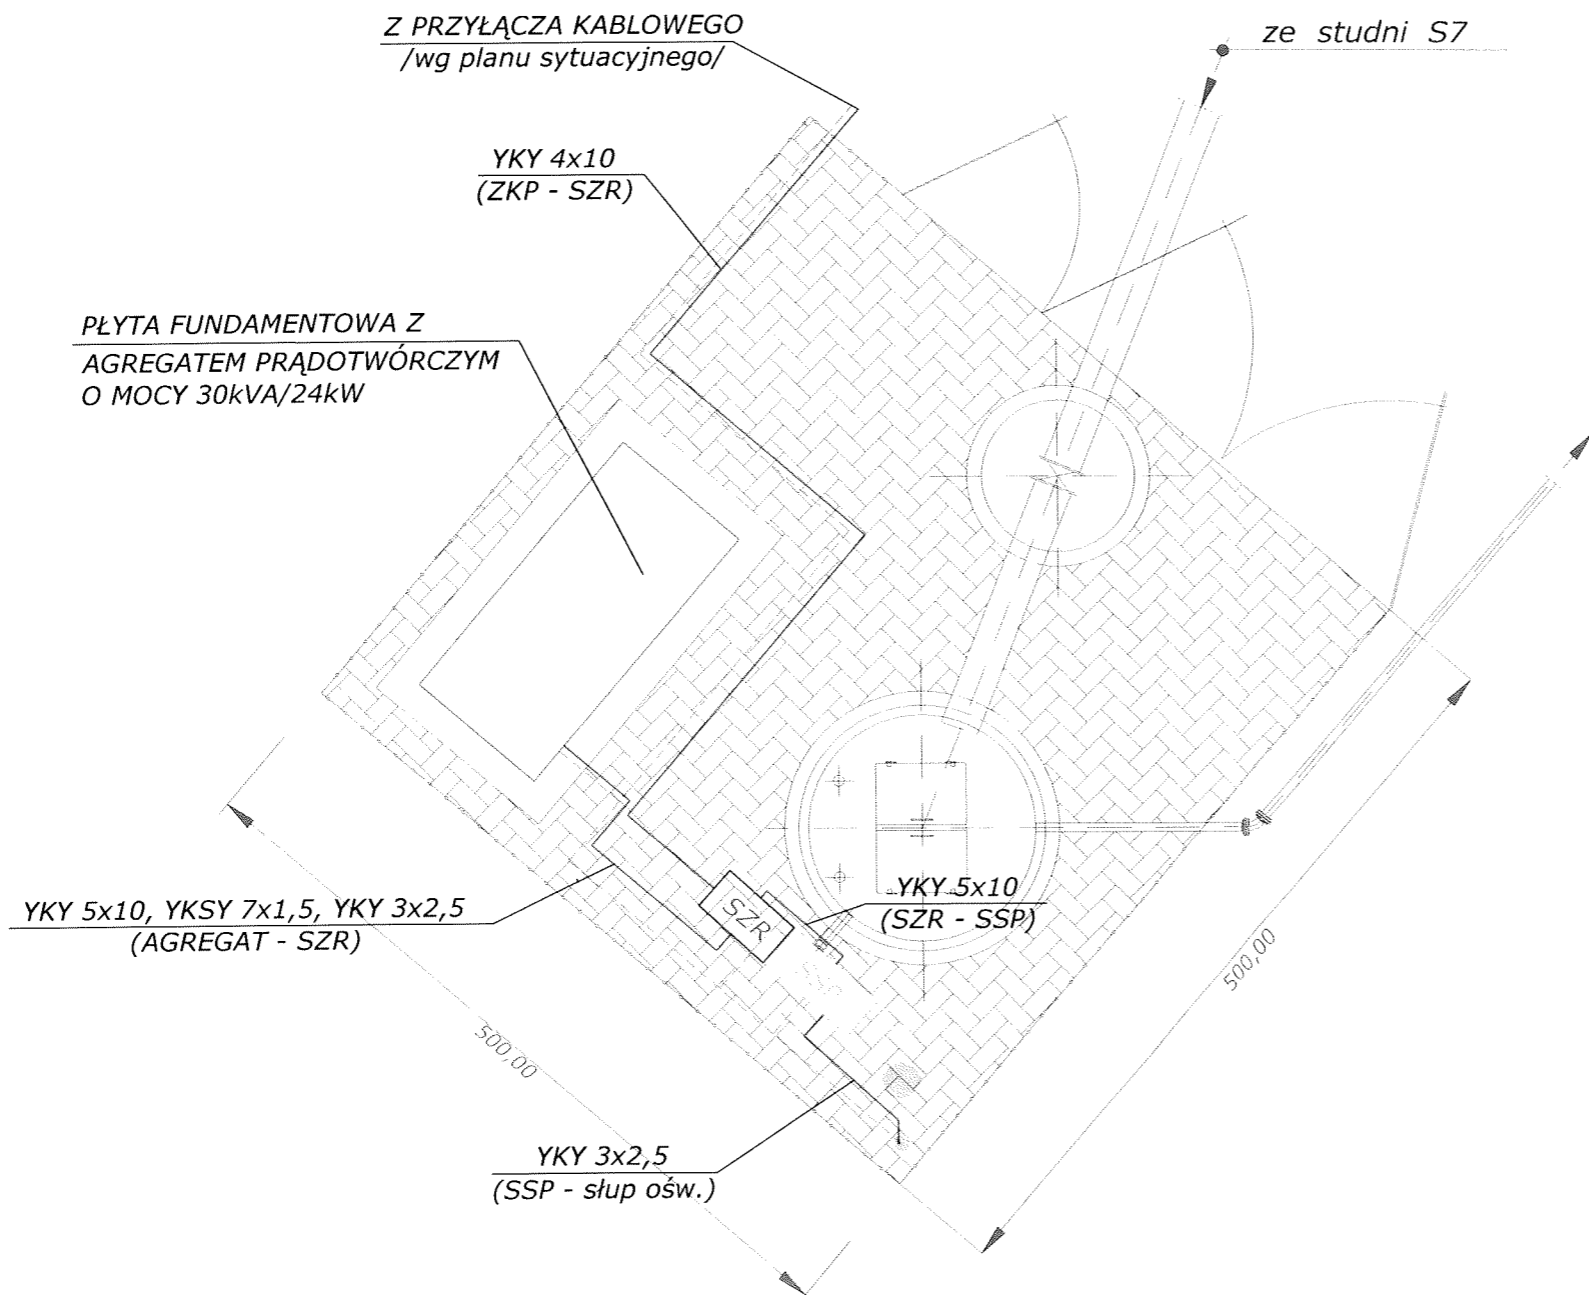 Z PRZYŁĄCZA KABLOWEGO
/wg planu sytuacyjnego/
ze studni S7
YKY 4x10
(ZKP - SZR)
PŁYTA FUNDAMENTOWA Z
AGREGATEM PRĄDOTWÓRCZYM
O MOCY 30kVA/24kW
YKY 5x10, YKSY 7x1,5, YKY 3x2,5
(AGREGAT - SZR)
SZR
YKY 5x10
(SZR - SSP)
SSP
500,00
500,00
YKY 3x2,5
(SSP - słup ośw.)